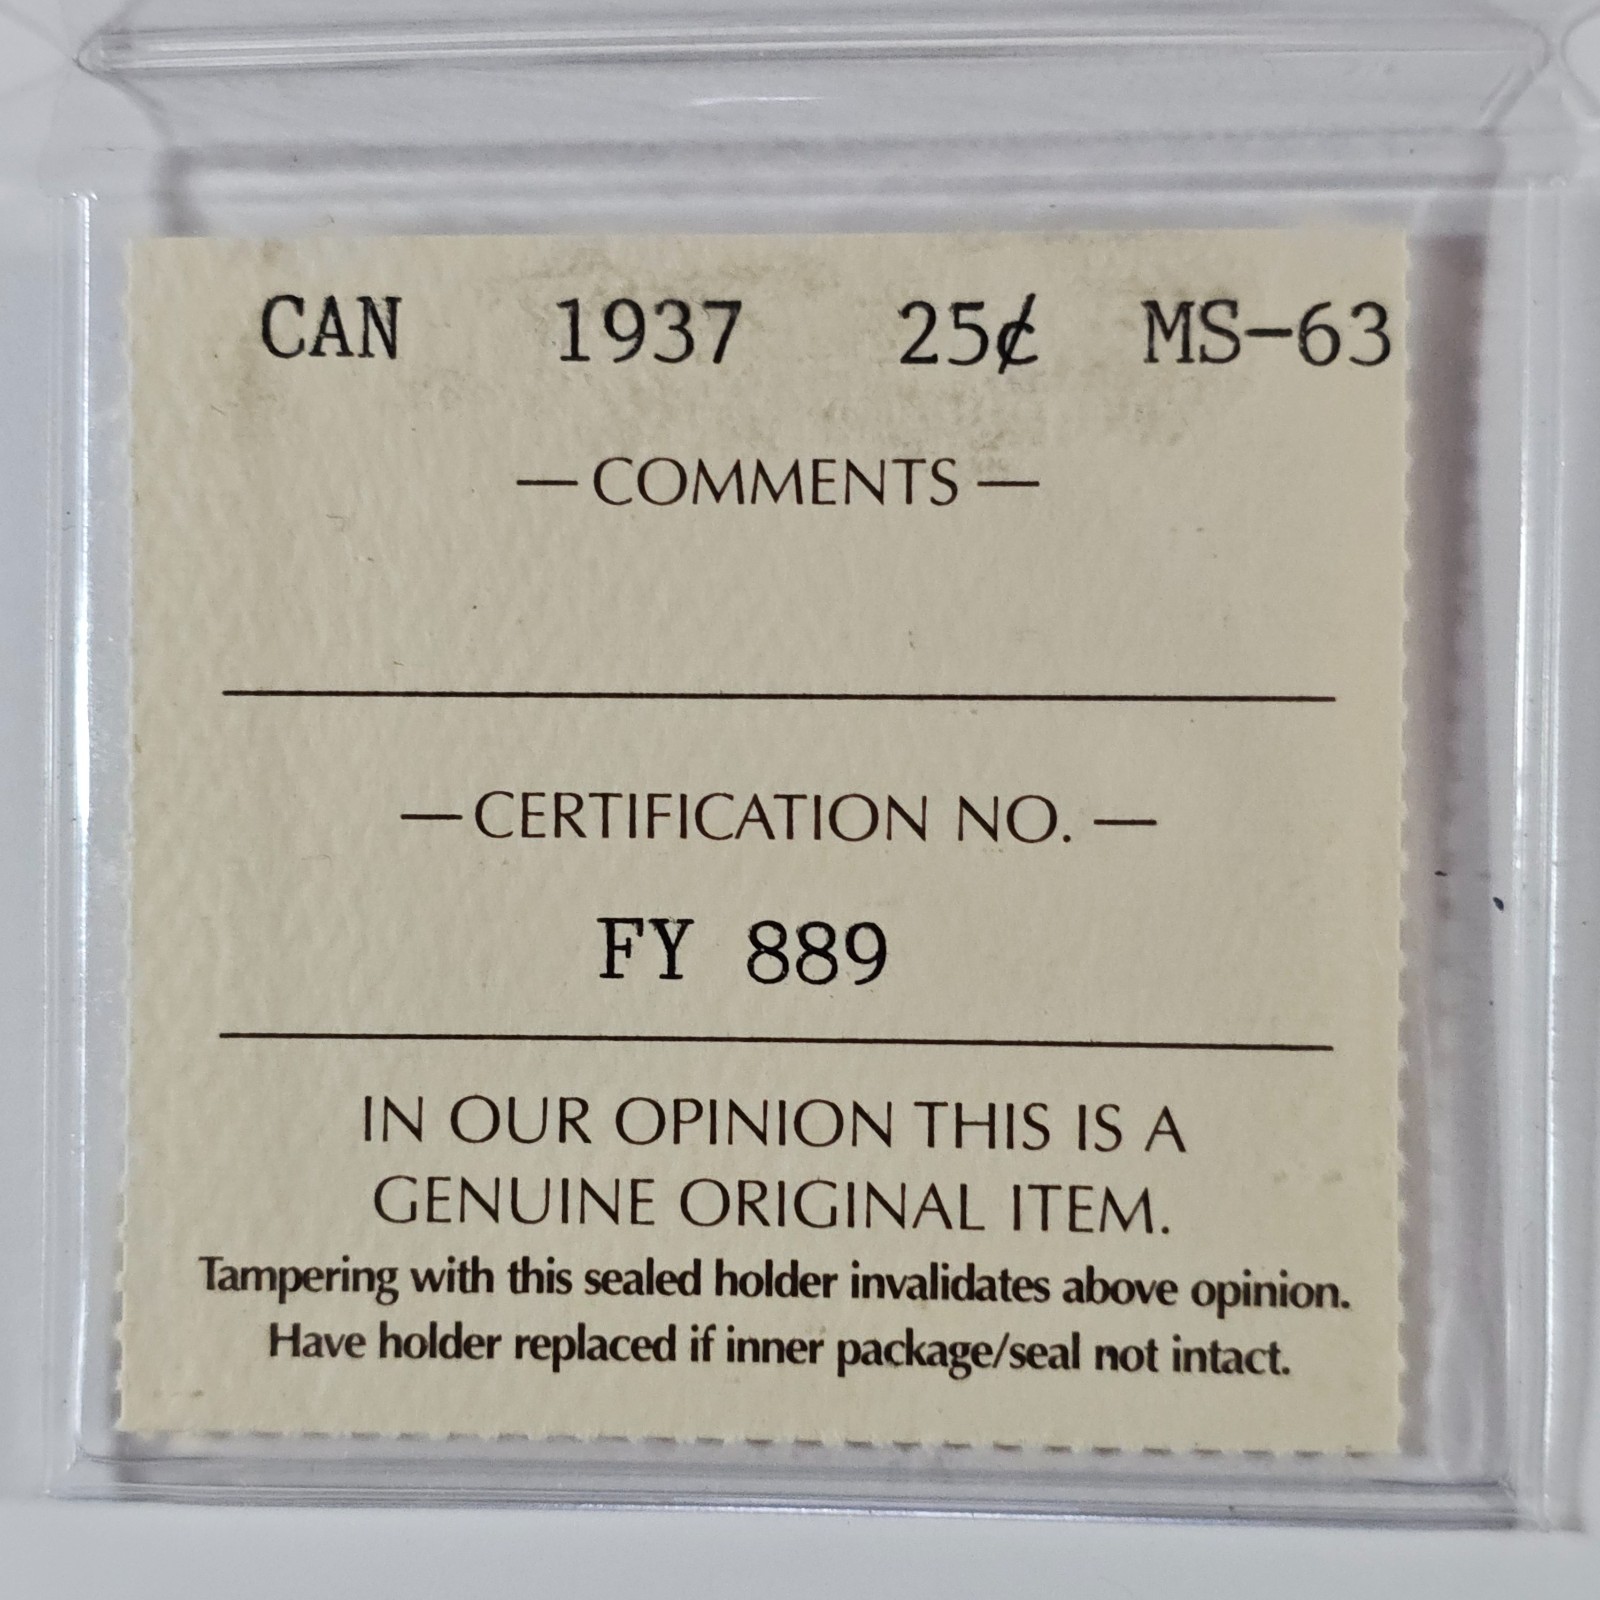 CAN 1937 25¢ MS-63
— COMMENTS —
— CERTIFICATION NO. —
FY 889
IN OUR OPINION THIS IS A
GENUINE ORIGINAL ITEM.
Tampering with this sealed holder invalidates above opinion.
Have holder replaced if inner package/seal not intact.